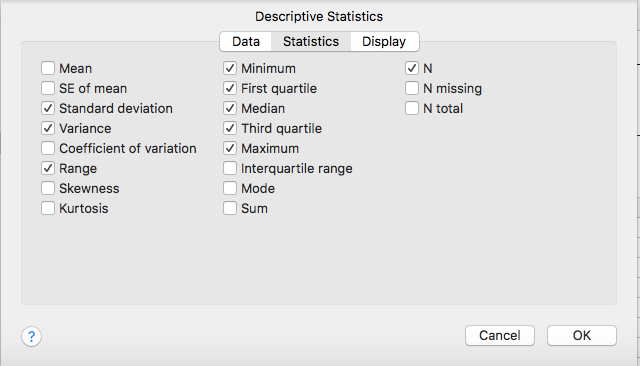 Descriptive Statistics
Data Statistics Display
Mean Minimum N
SE of mean First quartile N missing
Standard deviation Median N total
Variance Third quartile
Coefficient of variation Maximum
Range Interquartile range
Skewness Mode
Kurtosis Sum
? Cancel OK